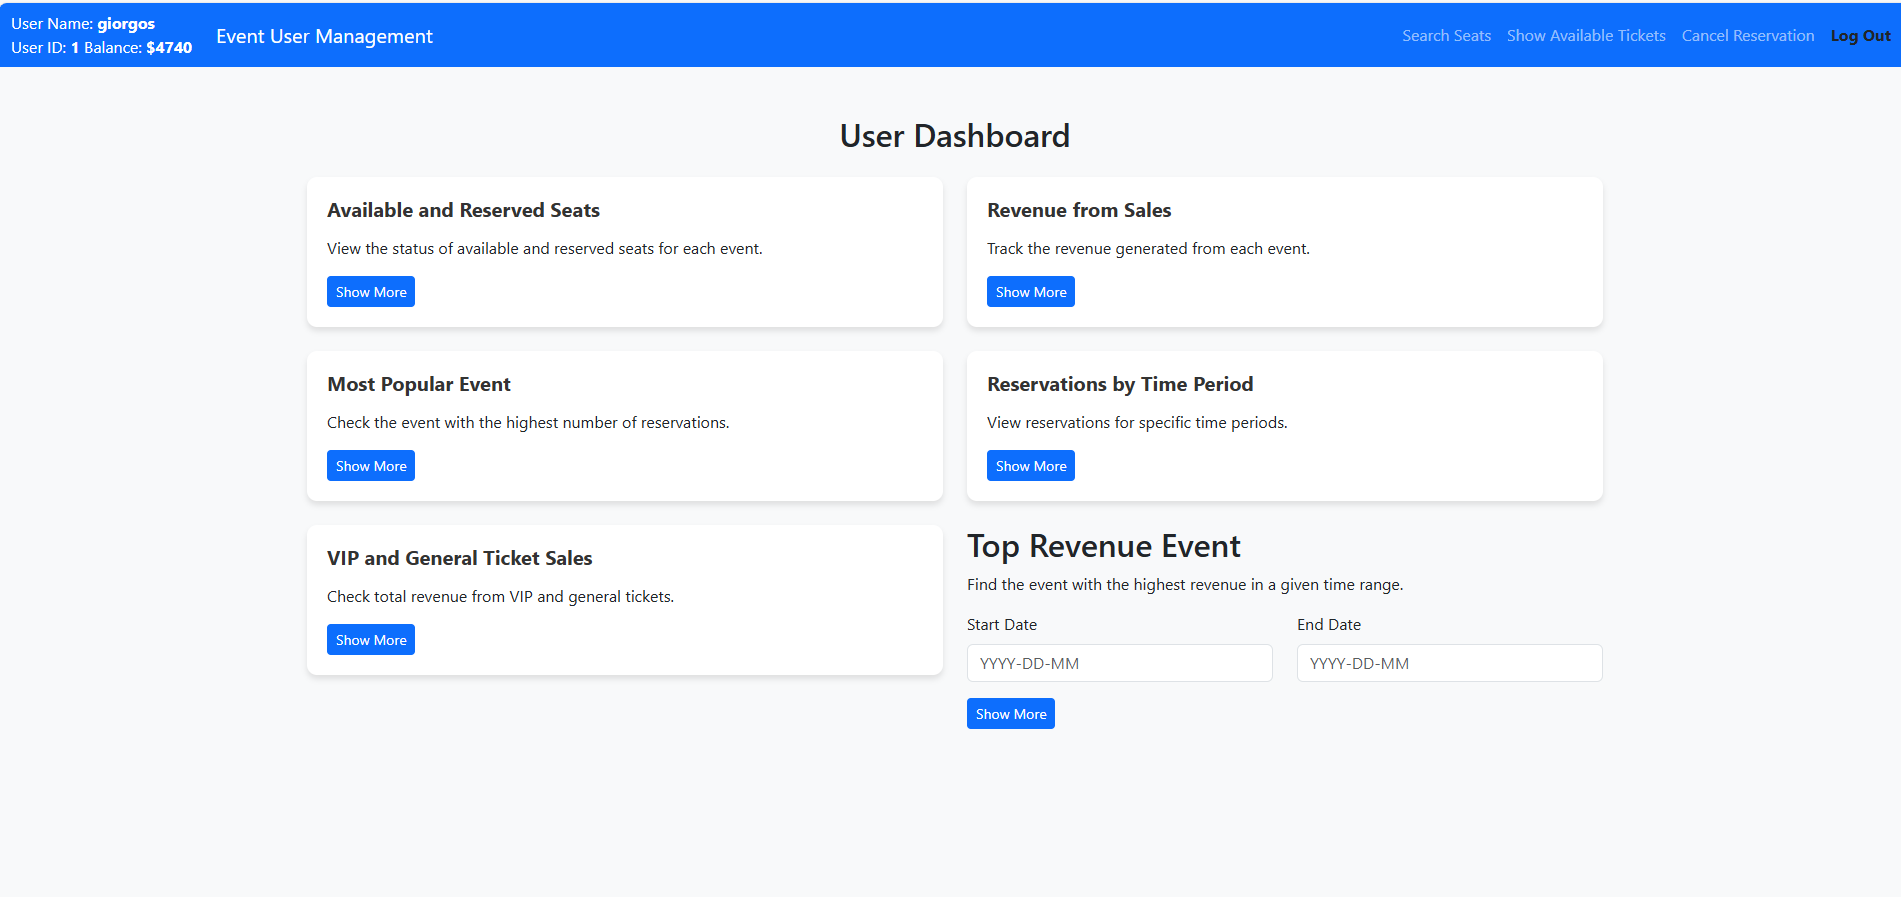 User Name: giorgos
User ID: 1 Balance: $4740
Event User Management
Search Seats
Show Available Tickets
Cancel Reservation
Log Out
User Dashboard
Available and Reserved Seats
View the status of available and reserved seats for each event.
Show More
Revenue from Sales
Track the revenue generated from each event.
Show More
Most Popular Event
Check the event with the highest number of reservations.
Show More
Reservations by Time Period
View reservations for specific time periods.
Show More
VIP and General Ticket Sales
Check total revenue from VIP and general tickets.
Show More
Top Revenue Event
Find the event with the highest revenue in a given time range.
Start Date
YYYY-DD-MM
End Date
YYYY-DD-MM
Show More